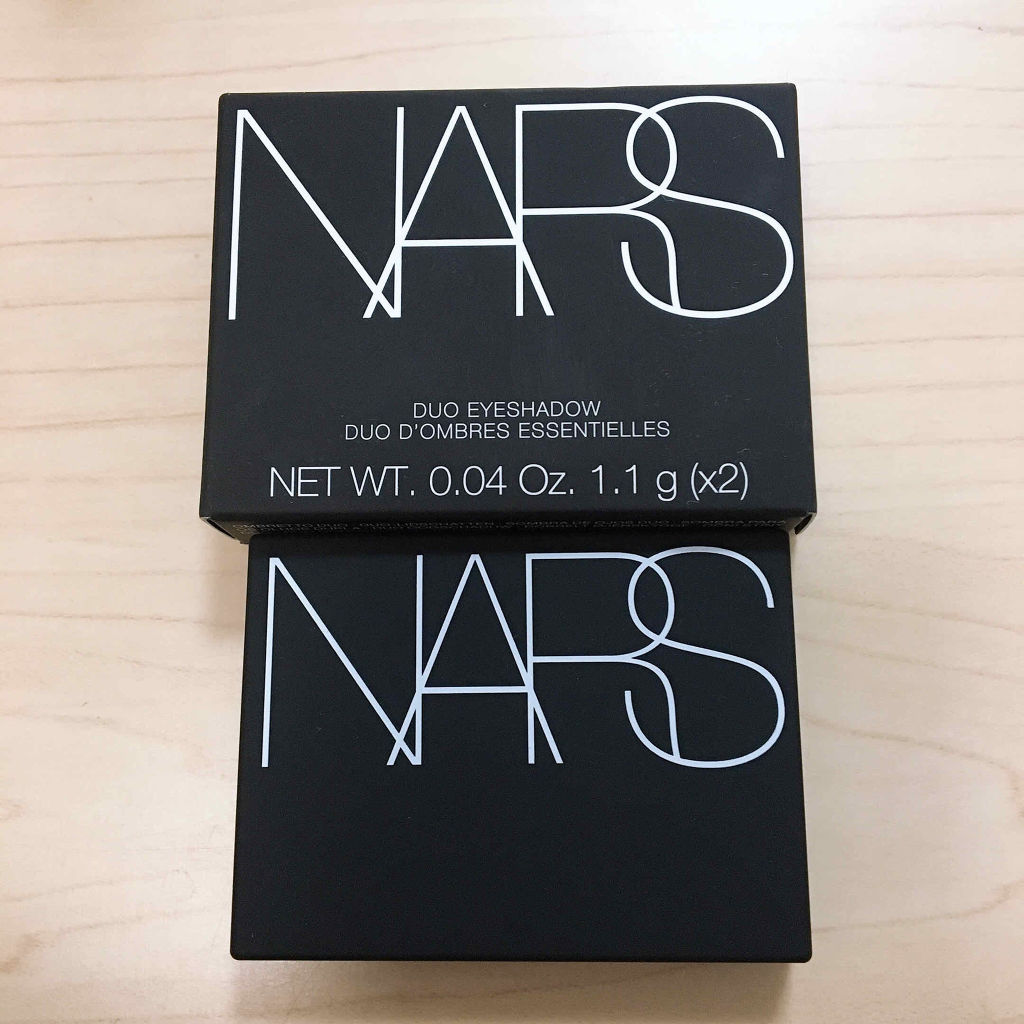 NARS
DUO EYESHADOW
DUO D'OMBRES ESSENTIELLES
NET WT. 0.04 Oz. 1.1 g (x2)
NARS